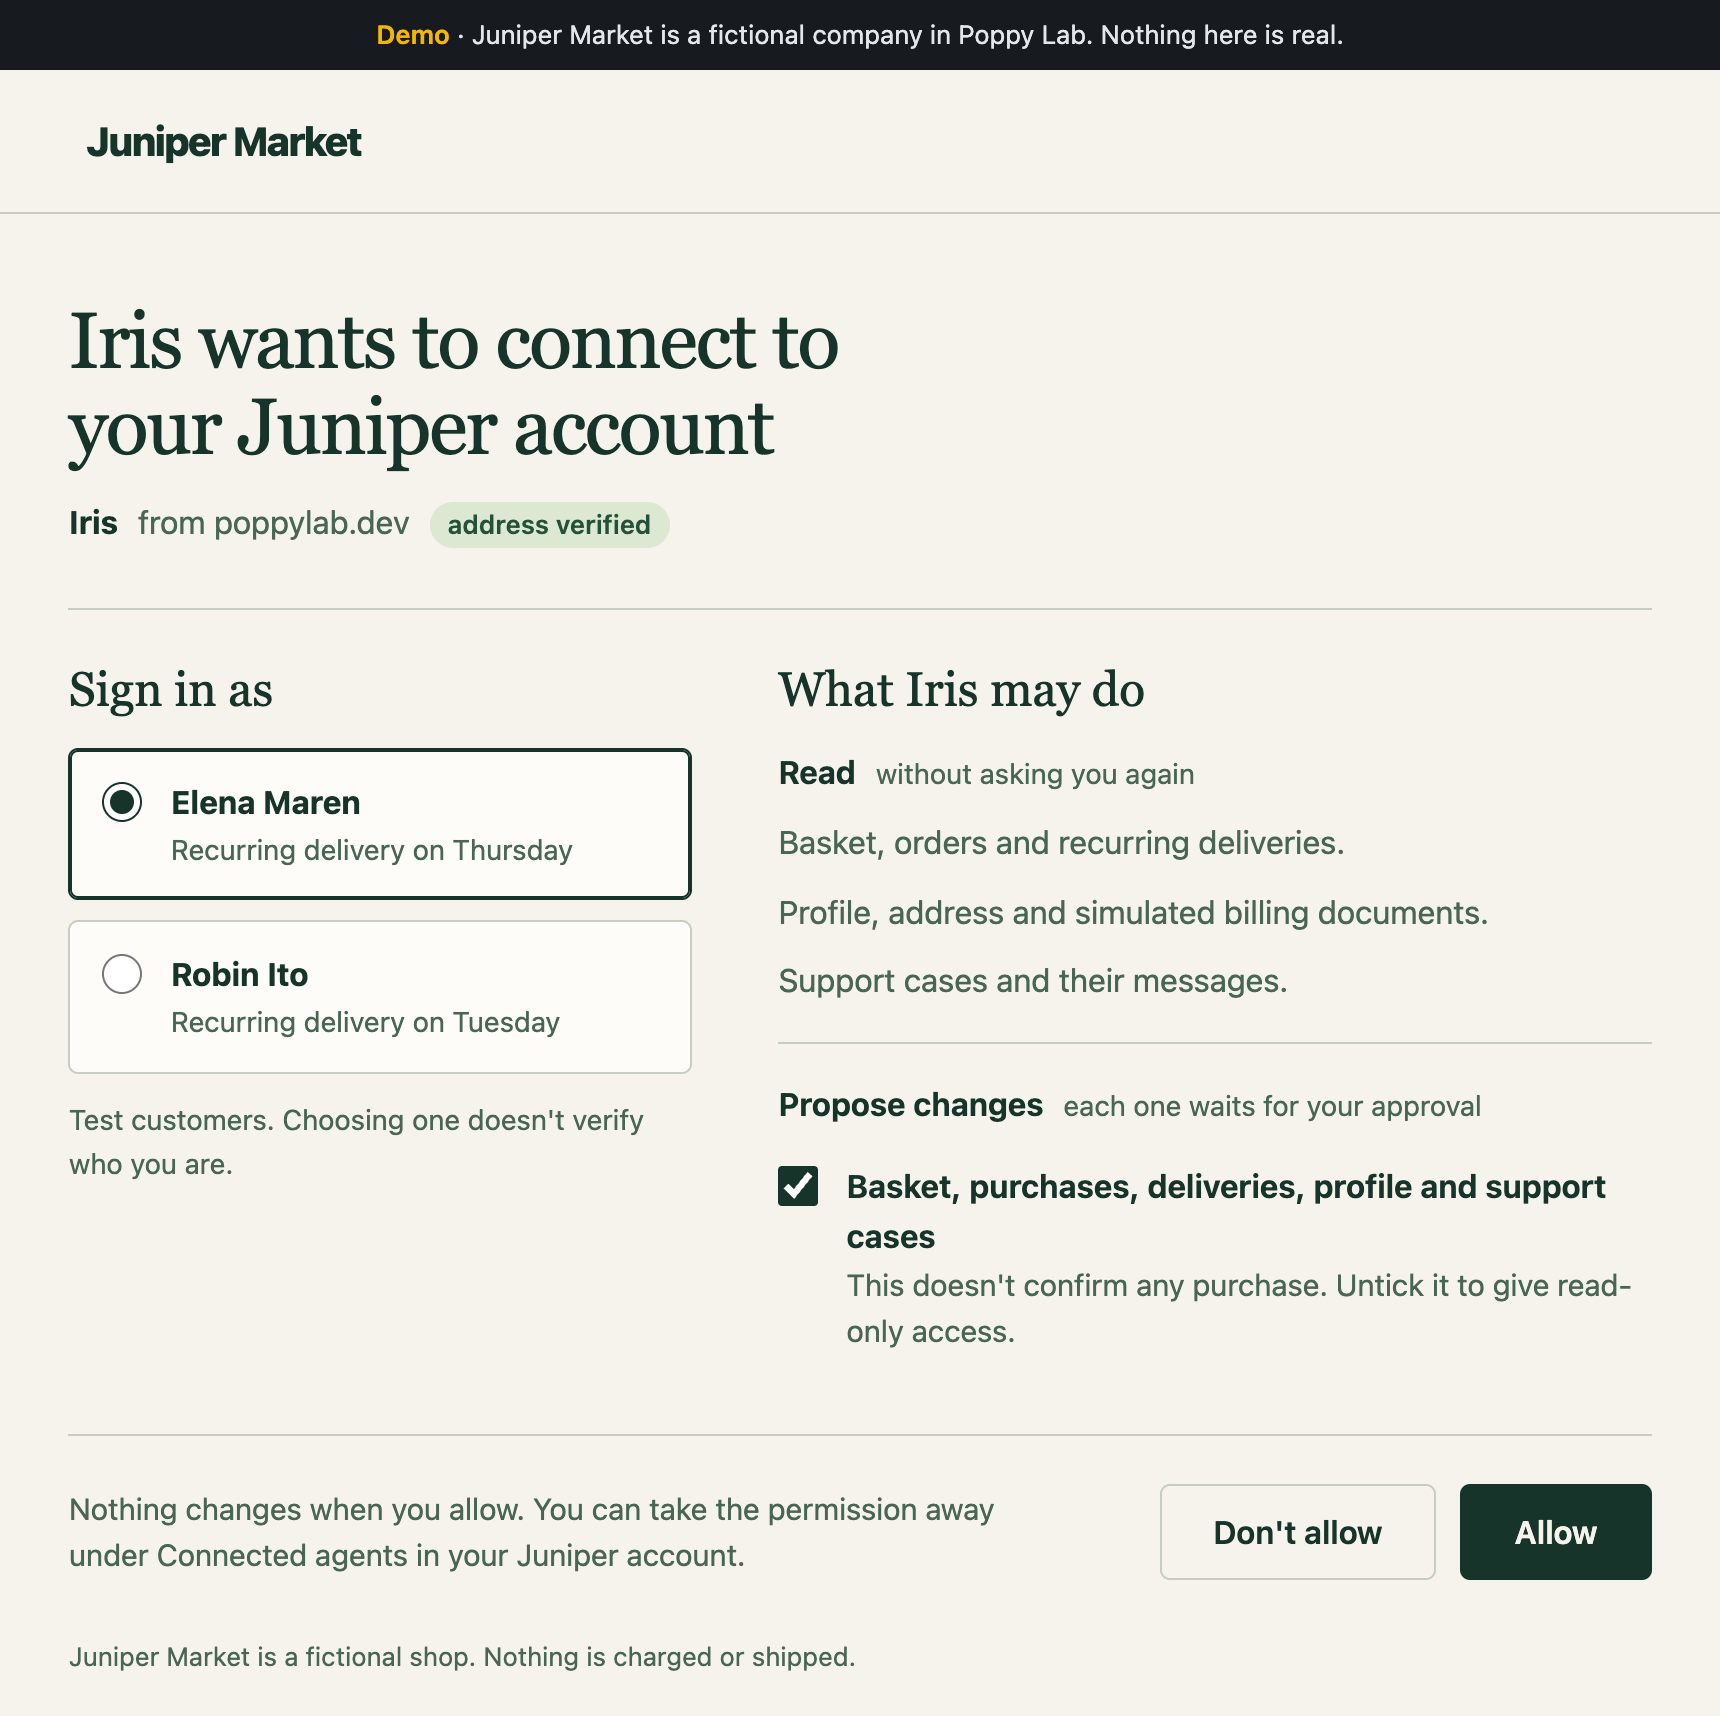 Demo · Juniper Market is a fictional company in Poppy Lab. Nothing here is real.
Juniper Market
Iris wants to connect to
your Juniper account
Iris from poppylab.dev address verified
Sign in as
Elena Maren
Recurring delivery on Thursday
Robin Ito
Recurring delivery on Tuesday
Test customers. Choosing one doesn't verify
who you are.
What Iris may do
Read without asking you again
Basket, orders and recurring deliveries.
Profile, address and simulated billing documents.
Support cases and their messages.
Propose changes each one waits for your approval
Basket, purchases, deliveries, profile and support
cases
This doesn't confirm any purchase. Untick it to give read-
only access.
Nothing changes when you allow. You can take the permission away
under Connected agents in your Juniper account.
Don't allow
Allow
Juniper Market is a fictional shop. Nothing is charged or shipped.